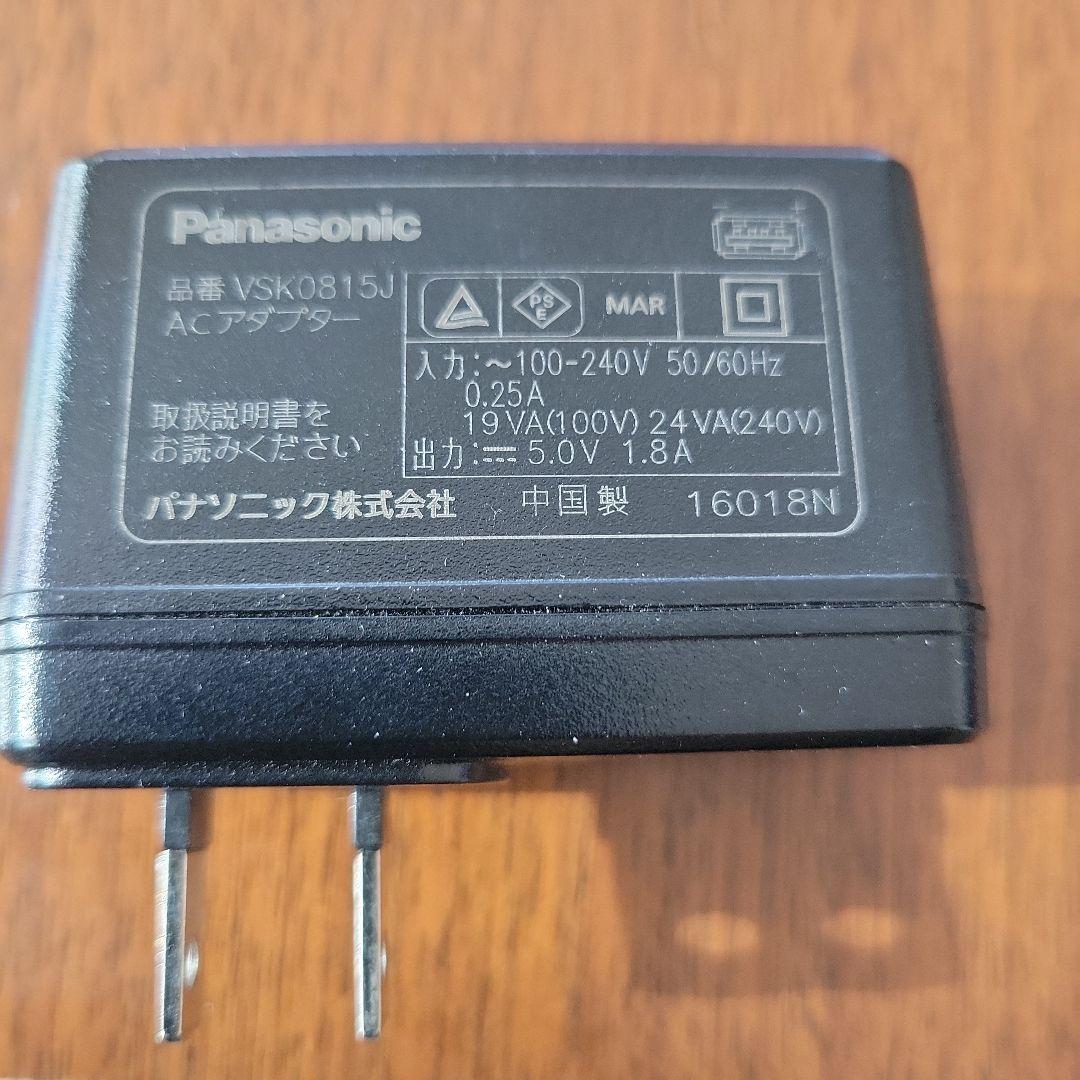 Panasonic
品番 VSK0815J
ACアダプター
PS
E
MAR
入力:～100-240V 50/60Hz
0.25A
19VA(100V) 24VA(240V)
出力:⎓5.0V 1.8A
取扱説明書を
お読みください
パナソニック株式会社 中国製 16018N